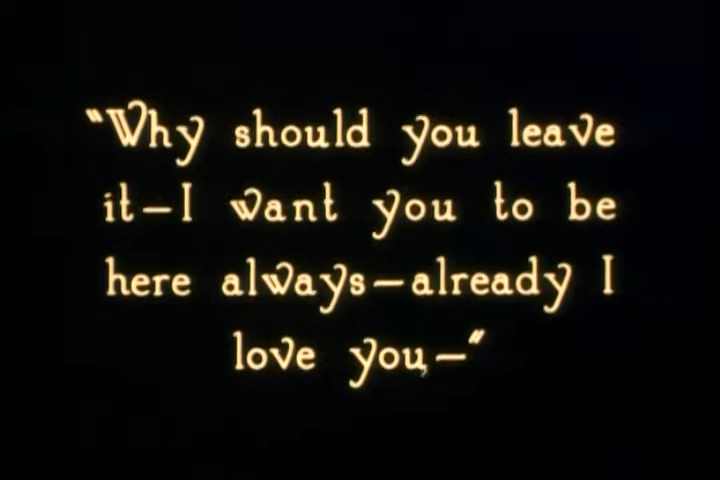 "Why should you leave
it—I want you to be
here always—already I
love you,—"